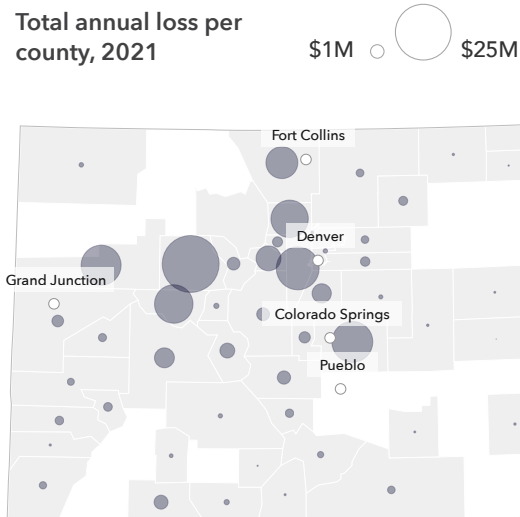 Total annual loss per
county, 2021
$1M
$25M
Fort Collins
Denver
Grand Junction
Colorado Springs
Pueblo